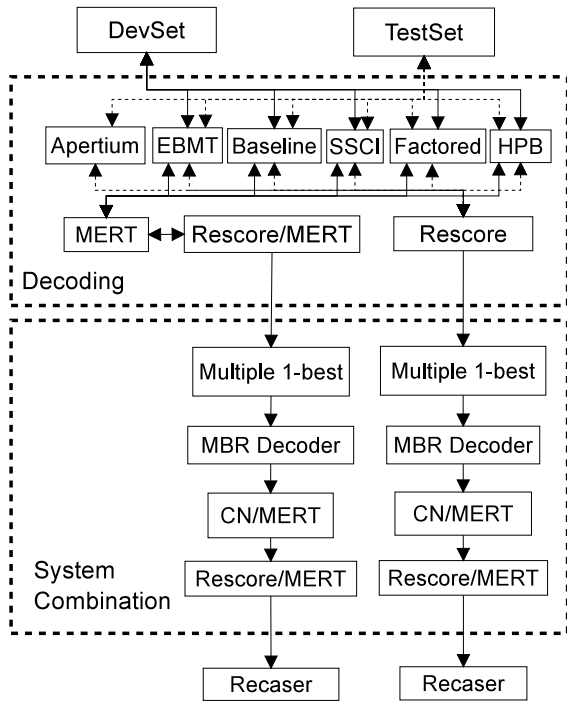 DevSet
TestSet
Apertium
EBMT
Baseline
SSCI
Factored
HPB
MERT
Rescore/MERT
Rescore
Decoding
Multiple 1-best
Multiple 1-best
MBR Decoder
MBR Decoder
CN/MERT
CN/MERT
Rescore/MERT
Rescore/MERT
System
Combination
Recaser
Recaser